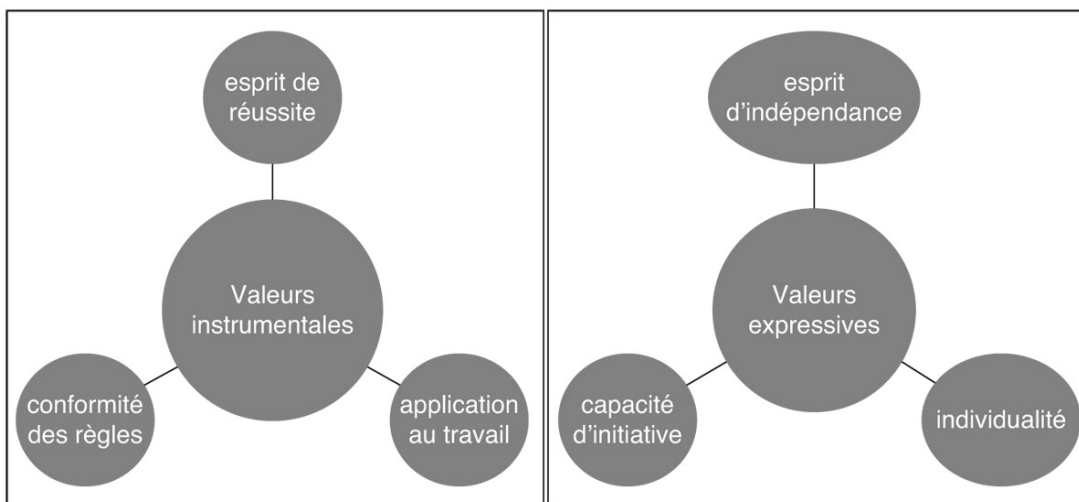 esprit de
réussite
Valeurs
instrumentales
conformité
des règles
application
au travail
esprit
d'indépendance
Valeurs
expressives
capacité
d'initiative
individualité